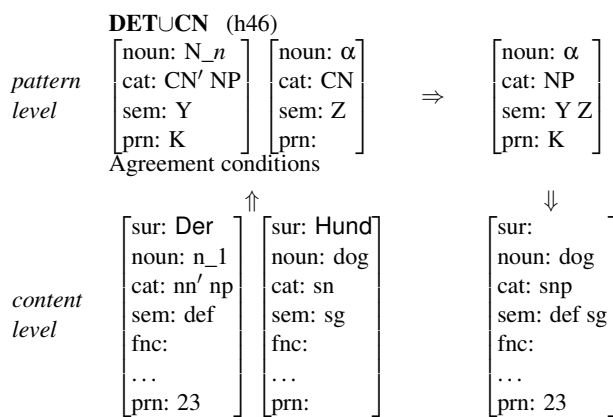 DET∪CN (h46)
noun: N_n noun: α noun: α
pattern cat: CN′ NP cat: CN ⇒ cat: NP
level sem: Y sem: Z sem: Y Z
prn: K prn: prn: K
Agreement conditions
⇑ ⇓
sur: Der sur: Hund sur:
noun: n_1 noun: dog noun: dog
cat: nn′ np cat: sn cat: snp
content sem: def sem: sg sem: def sg
level fnc: fnc: fnc:
... ... ...
prn: 23 prn: prn: 23